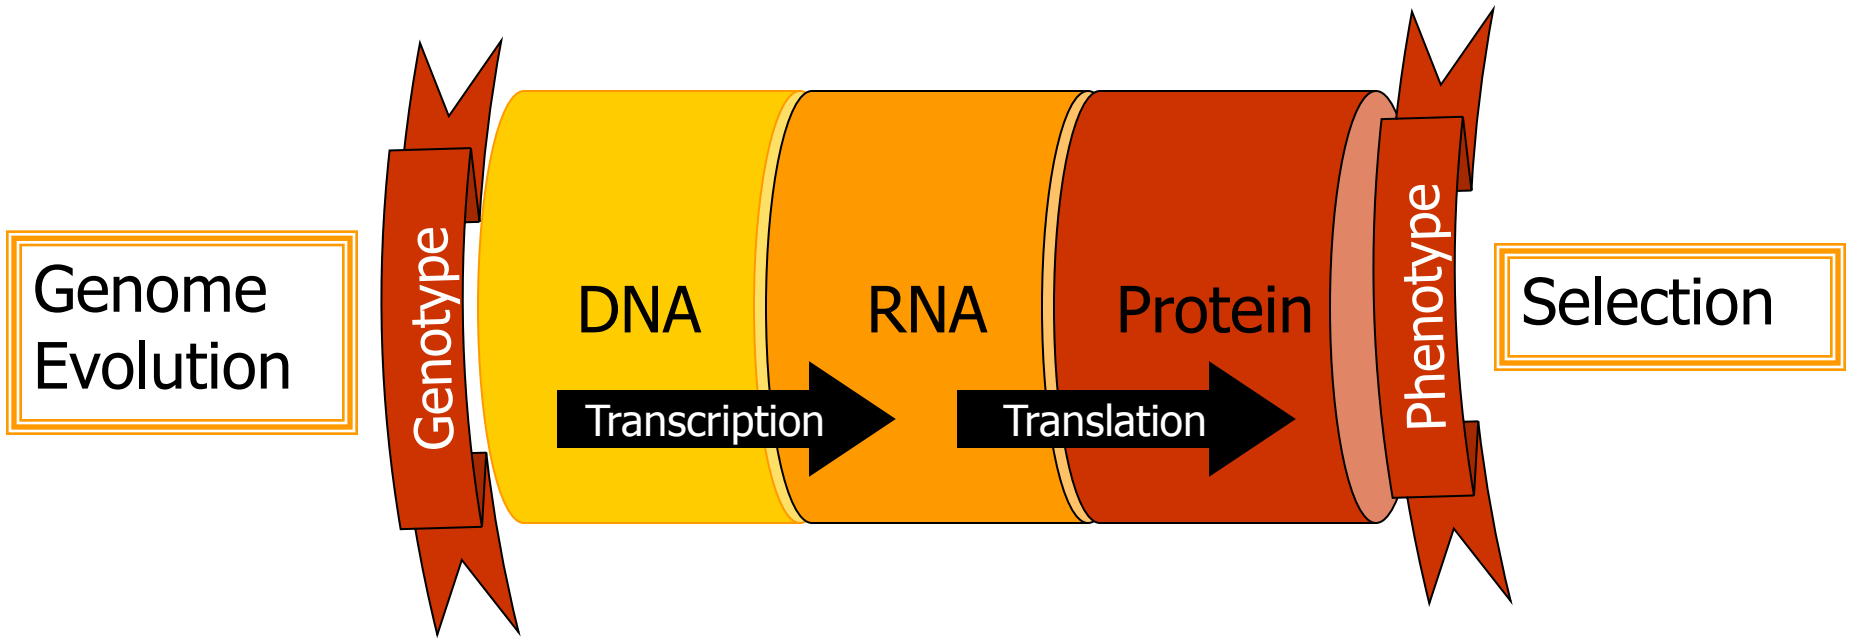 Genome
Evolution
Genotype
DNA
RNA
Protein
Transcription
Translation
Phenotype
Selection